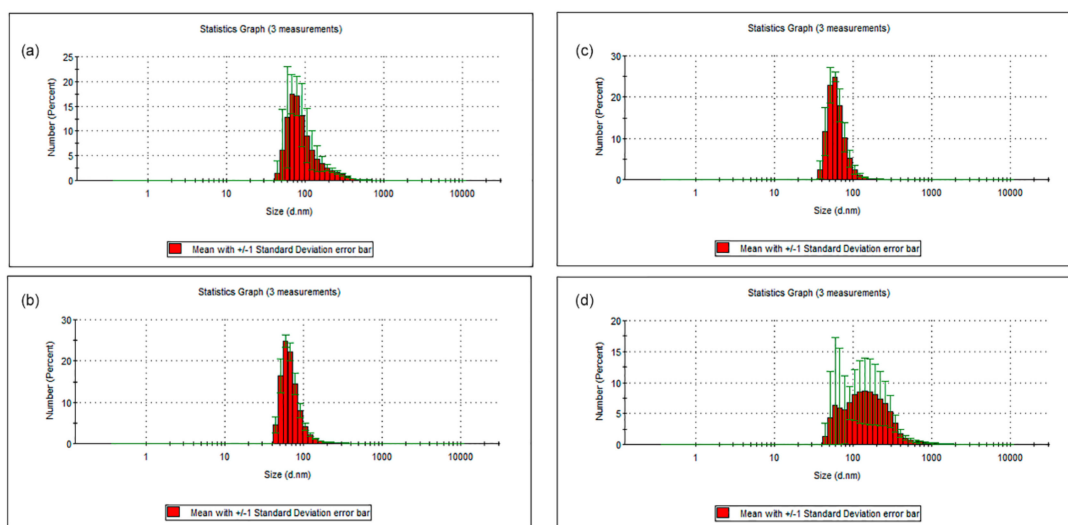 (a)
Statistics Graph (3 measurements)
Number (Percent)
25
20
15
10
5
0
1 10 100 1000 10000
Size (d.nm)
Mean with +/-1 Standard Deviation error bar
(b)
Statistics Graph (3 measurements)
Number (Percent)
30
20
10
0
1 10 100 1000 10000
Size (d.nm)
Mean with +/-1 Standard Deviation error bar
(c)
Statistics Graph (3 measurements)
Number (Percent)
30
20
10
0
1 10 100 1000 10000
Size (d.nm)
Mean with +/-1 Standard Deviation error bar
(d)
Statistics Graph (3 measurements)
Number (Percent)
20
15
10
5
0
1 10 100 1000 10000
Size (d.nm)
Mean with +/-1 Standard Deviation error bar